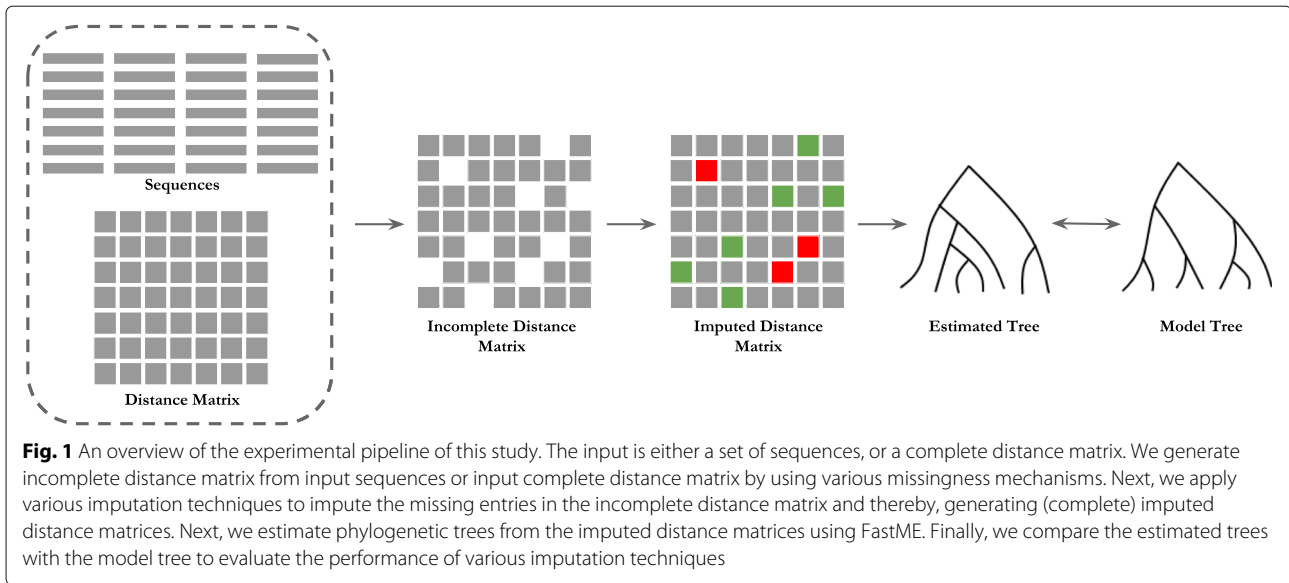 Sequences
Distance Matrix
Incomplete Distance
Matrix
Imputed Distance
Matrix
Estimated Tree
Model Tree
Fig. 1 An overview of the experimental pipeline of this study. The input is either a set of sequences, or a complete distance matrix. We generate
incomplete distance matrix from input sequences or input complete distance matrix by using various missingness mechanisms. Next, we apply
various imputation techniques to impute the missing entries in the incomplete distance matrix and thereby, generating (complete) imputed
distance matrices. Next, we estimate phylogenetic trees from the imputed distance matrices using FastME. Finally, we compare the estimated trees
with the model tree to evaluate the performance of various imputation techniques